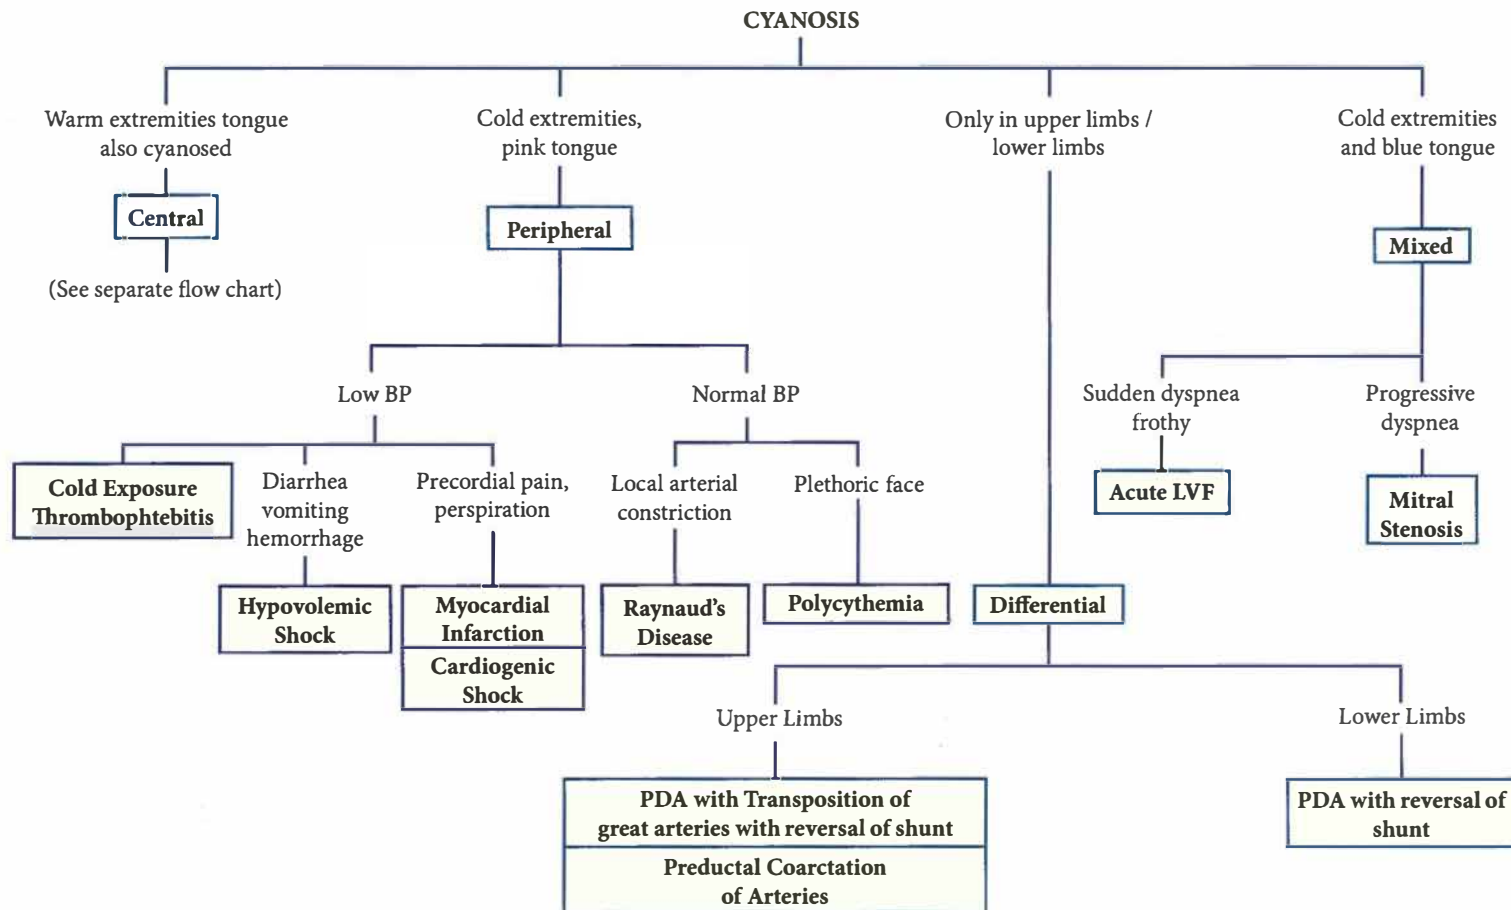 CYANOSIS
Warm extremities tongue
also cyanosed
Central
(See separate flow chart)
Cold extremities,
pink tongue
Peripheral
Only in upper limbs /
lower limbs
Cold extremities
and blue tongue
Mixed
Low BP
Normal BP
Sudden dyspnea
frothy
Progressive
dyspnea
Cold Exposure
Thrombophtebitis
Diarrhea
vomiting
hemorrhage
Precordial pain,
perspiration
Local arterial
constriction
Plethoric face
Acute LVF
Mitral
Stenosis
Hypovolemic
Shock
Myocardial
Infarction
Cardiogenic
Shock
Raynaud's
Disease
Polycythemia
Differential
Upper Limbs
Lower Limbs
PDA with Transposition of
great arteries with reversal of shunt
Preductal Coarctation
of Arteries
PDA with reversal of
shunt